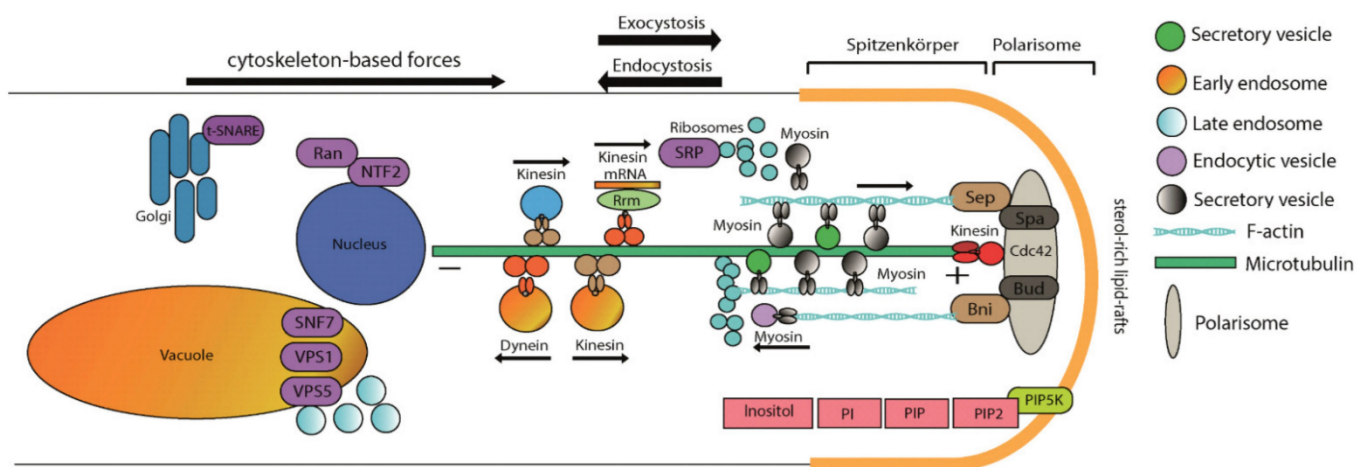 Exocystosis
cytoskeleton-based forces
Endocystosis
Spitzenkörper
Polarisome
Golgi
t-SNARE
Ran
NTF2
Nucleus
Vacuole
SNF7
VPS1
VPS5
Kinesin
Kinesin
mRNA
Rrm
SRP
Ribosomes
Myosin
Myosin
Myosin
Myosin
−
+
Dynein
Kinesin
Kinesin
Sep
Spa
Cdc42
Bud
Bni
Inositol
PI
PIP
PIP2
PIP5K
sterol-rich lipid-rafts
Secretory vesicle
Early endosome
Late endosome
Endocytic vesicle
Secretory vesicle
F-actin
Microtubulin
Polarisome